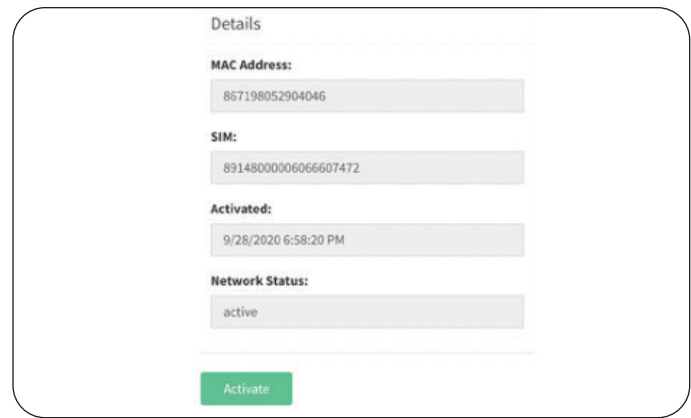 Details
MAC Address:
867198052904046
SIM:
89148000006066607472
Activated:
9/28/2020 6:58:20 PM
Network Status:
active
Activate